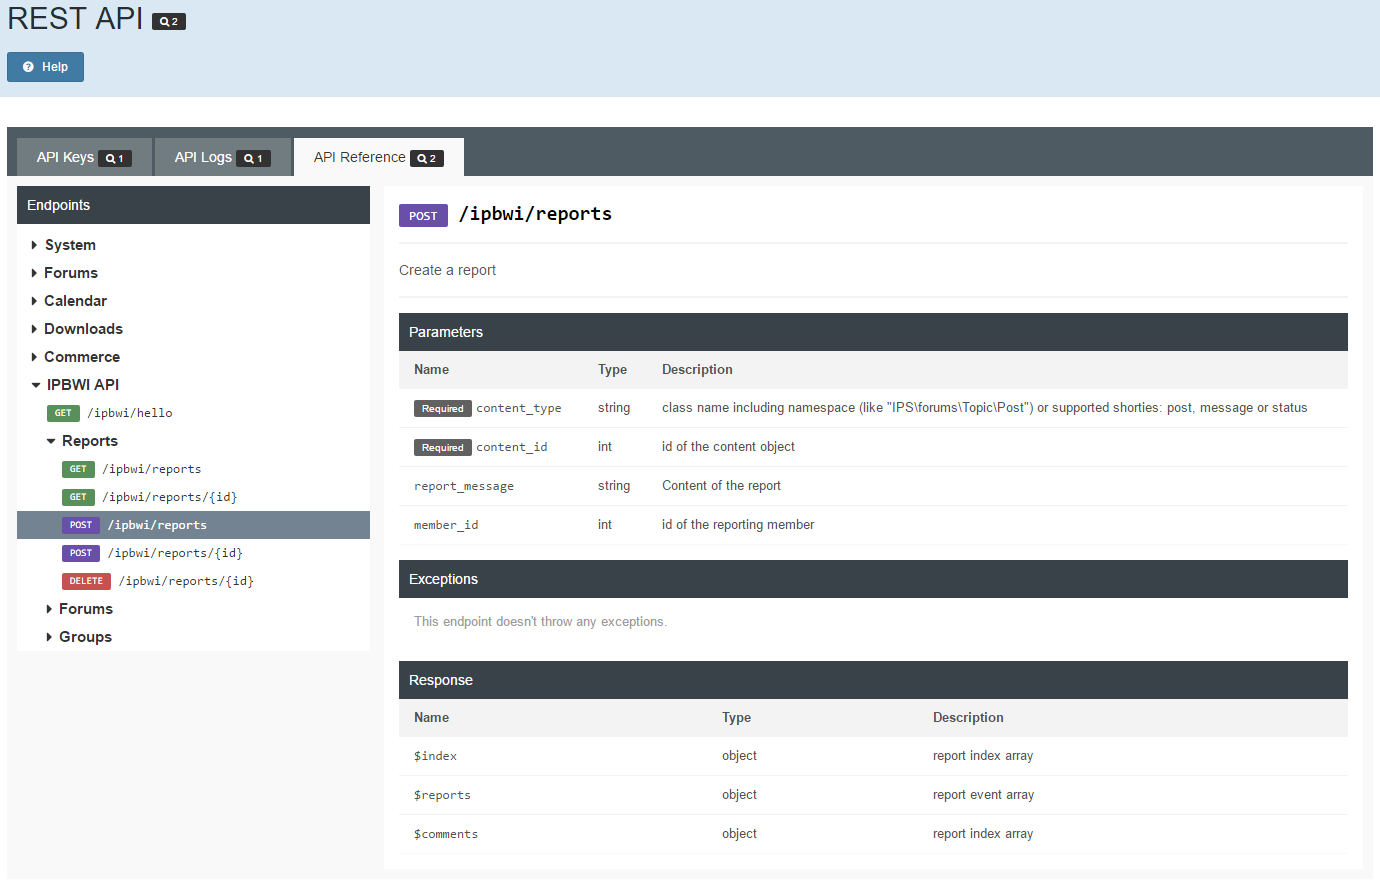 REST API 2
Help
API Keys 1 API Logs 1 API Reference 2
Endpoints
System
Forums
Calendar
Downloads
Commerce
IPBWI API
GET /ipbwi/hello
Reports
GET /ipbwi/reports
GET /ipbwi/reports/{id}
POST /ipbwi/reports
POST /ipbwi/reports/{id}
DELETE /ipbwi/reports/{id}
Forums
Groups
POST /ipbwi/reports
Create a report
Parameters
Name Type Description
Required content_type string class name including namespace (like "IPS\forums\Topic\Post") or supported shorties: post, message or status
Required content_id int id of the content object
report_message string Content of the report
member_id int id of the reporting member
Exceptions
This endpoint doesn't throw any exceptions.
Response
Name Type Description
$index object report index array
$reports object report event array
$comments object report index array